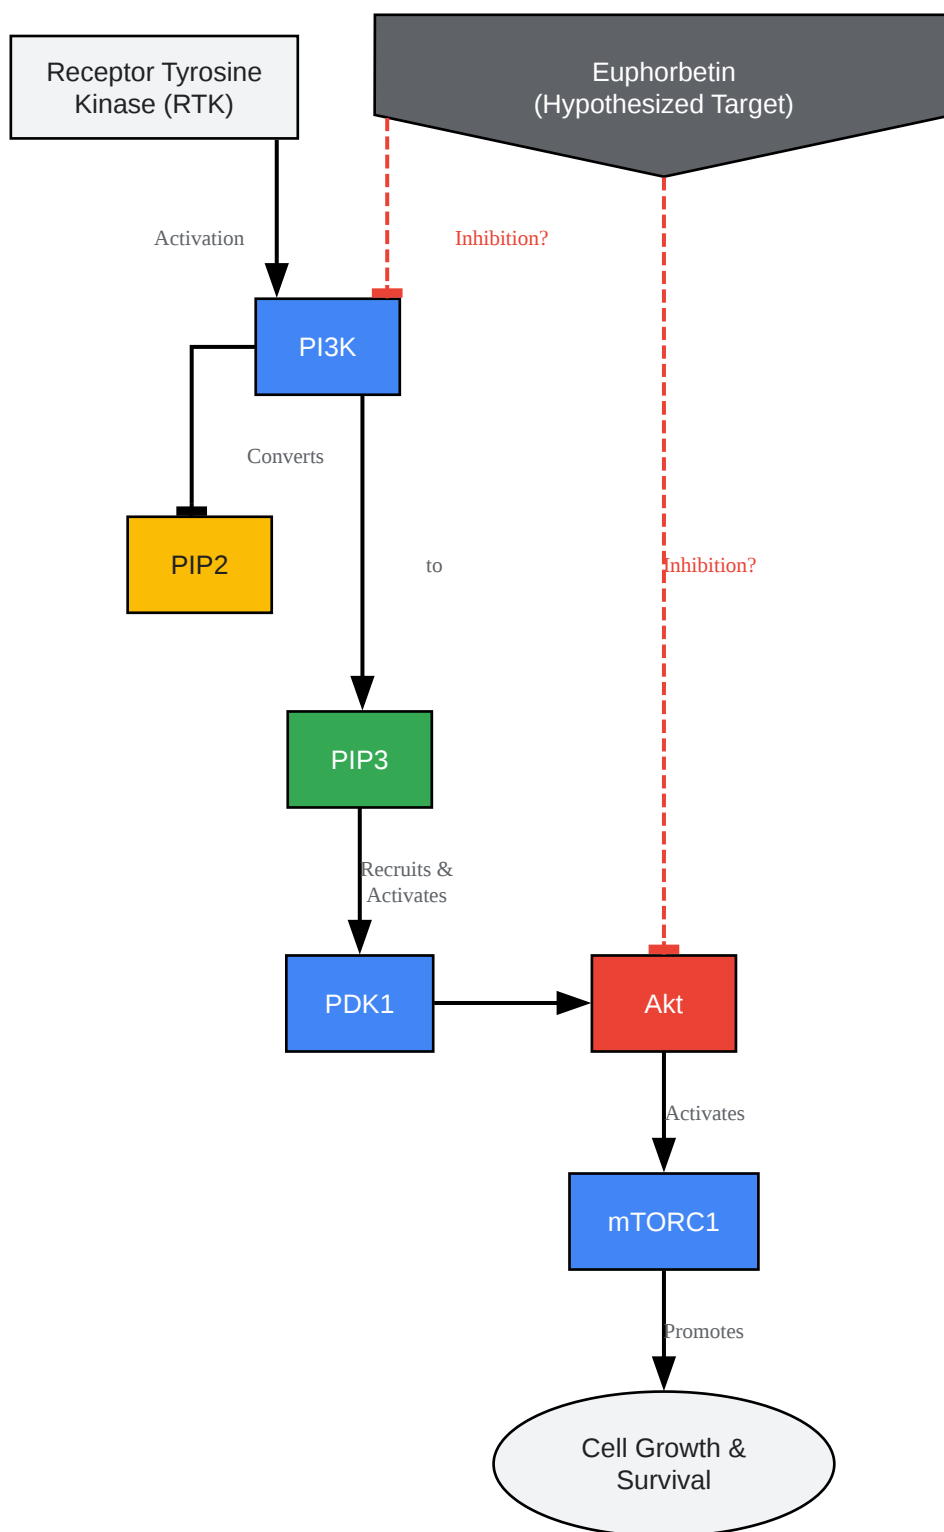 Receptor Tyrosine
Kinase (RTK)
Euphorbetin
(Hypothesized Target)
Activation
Inhibition?
PI3K
Converts
PIP2
to
Inhibition?
PIP3
Recruits &
Activates
PDK1
Akt
Activates
mTORC1
Promotes
Cell Growth &
Survival